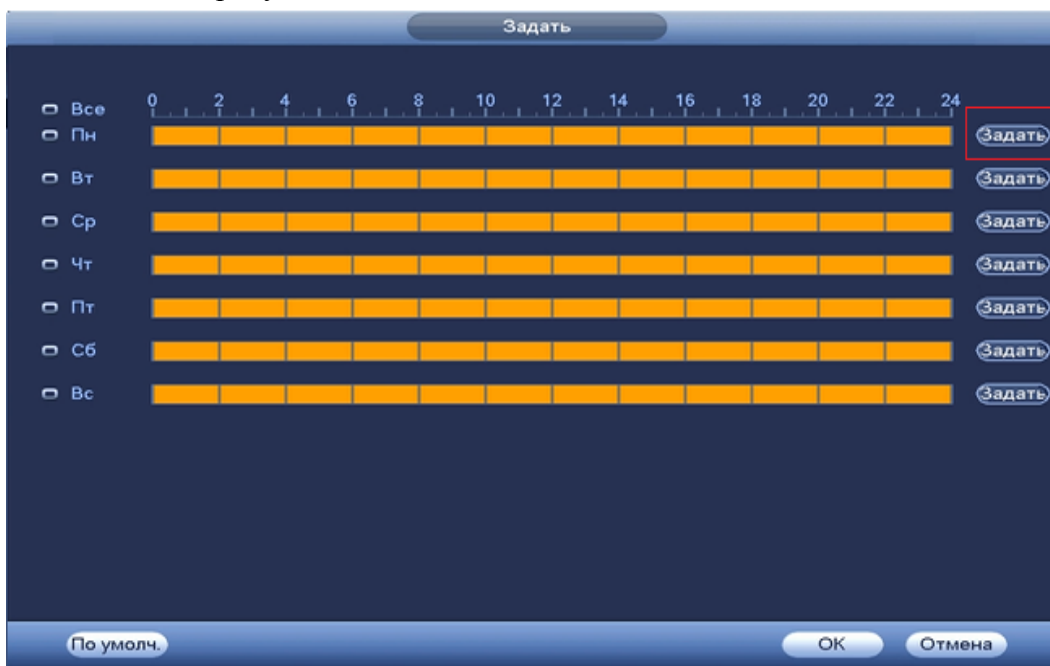 Задать
Все 0 2 4 6 8 10 12 14 16 18 20 22 24
Пн Задать
Вт Задать
Ср Задать
Чт Задать
Пт Задать
Сб Задать
Вс Задать
По умолч. OK Отмена